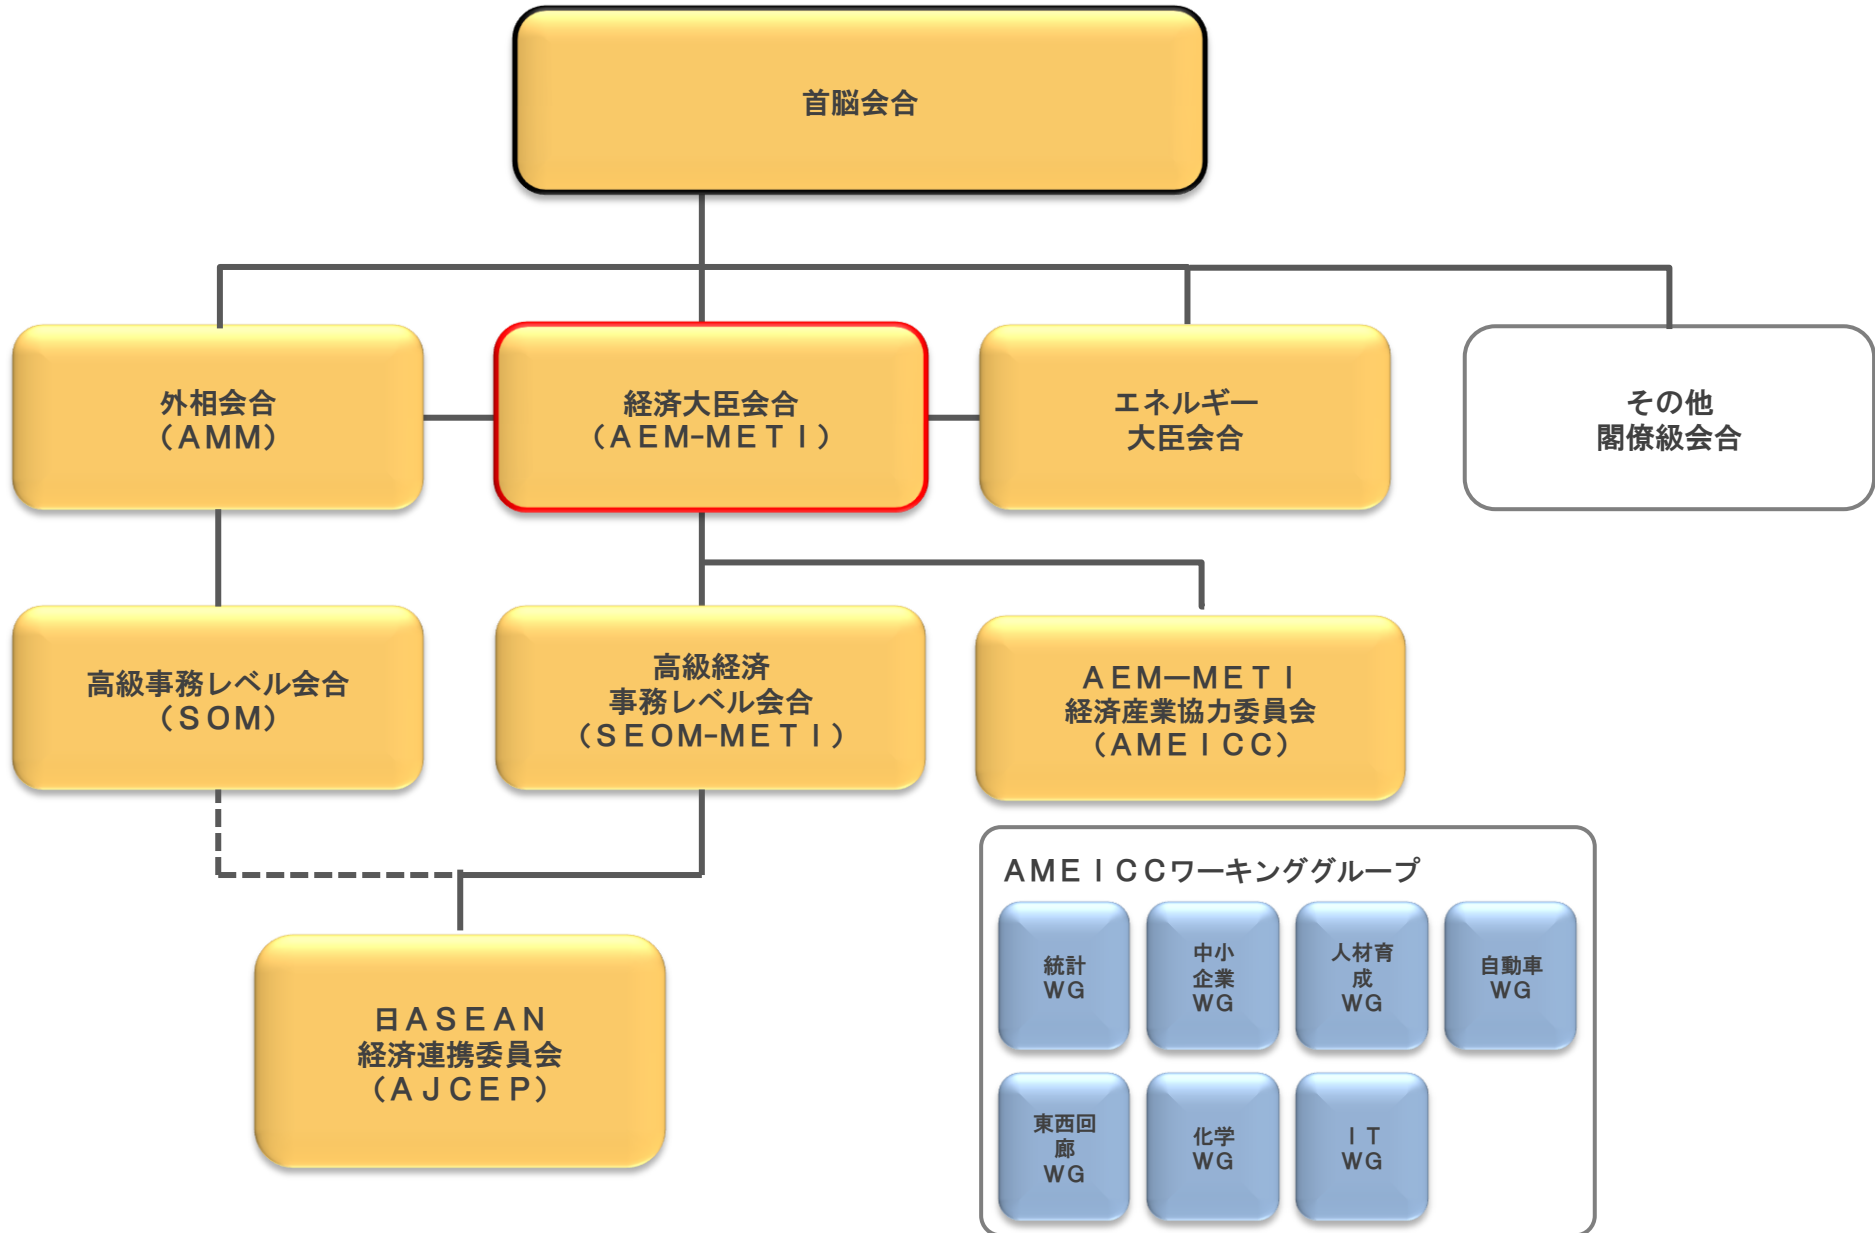 首脳会合
外相会合
（ＡＭＭ）
経済大臣会合
（ＡＥＭ-ＭＥＴＩ）
エネルギー
大臣会合
その他
閣僚級会合
高級事務レベル会合
（ＳＯＭ）
高級経済
事務レベル会合
（ＳＥＯＭ-ＭＥＴＩ）
ＡＥＭ―ＭＥＴＩ
経済産業協力委員会
（ＡＭＥＩＣＣ）
日ＡＳＥＡＮ
経済連携委員会
（ＡＪＣＥＰ）
ＡＭＥＩＣＣワーキンググループ
統計
ＷＧ
中小
企業
ＷＧ
人材育
成
ＷＧ
自動車
ＷＧ
東西回
廊
ＷＧ
化学
ＷＧ
ＩＴ
ＷＧ